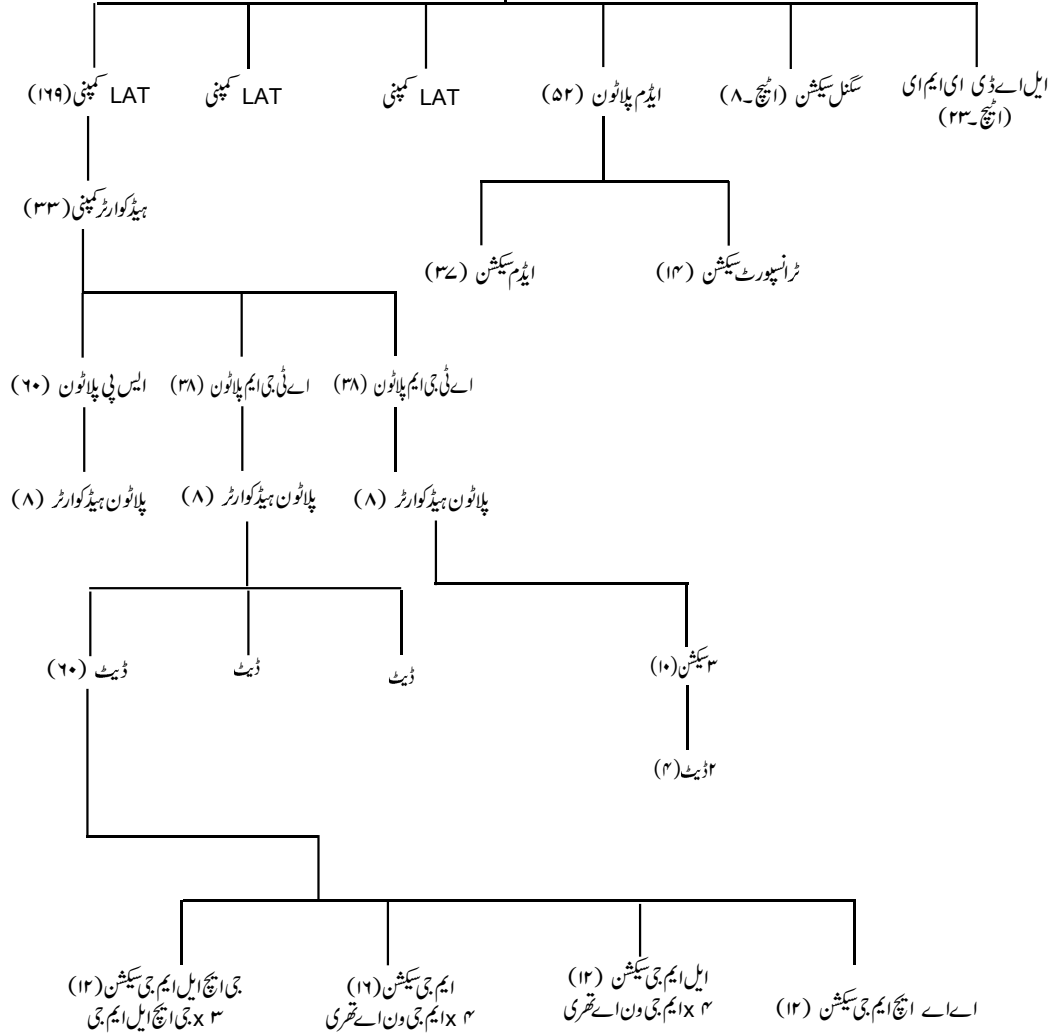 ایل اے ڈی ای ایم ای
(اٹیچ۔۲۳)
سگنل سیکشن (اٹیچ۔۸)
ایڈم پلاٹون (۵۲)
LAT کمپنی
LAT کمپنی
LAT کمپنی (۱۶۹)
ہیڈکوارٹر کمپنی (۳۳)
ٹرانسپورٹ سیکشن (۱۴)
ایڈم سیکشن (۳۷)
اے ٹی جی ایم پلاٹون (۳۸)
اے ٹی جی ایم پلاٹون (۳۸)
ایس پی پلاٹون (۶۰)
پلاٹون ہیڈکوارٹر (۸)
پلاٹون ہیڈکوارٹر (۸)
پلاٹون ہیڈکوارٹر (۸)
۳ سیکشن (۱۰)
ڈیٹ
ڈیٹ
ڈیٹ (۶۰)
۲ ڈیٹ (۴)
اے اے ایچ ایم جی سیکشن (۱۲)
ایل ایم جی سیکشن (۱۲)
۴ x ایم جی ون اے تھری
ایم جی سیکشن (۱۶)
۴ x ایم جی ون اے تھری
جی ایچ ایل ایم جی سیکشن (۱۲)
۳ x جی ایچ ایل ایم جی